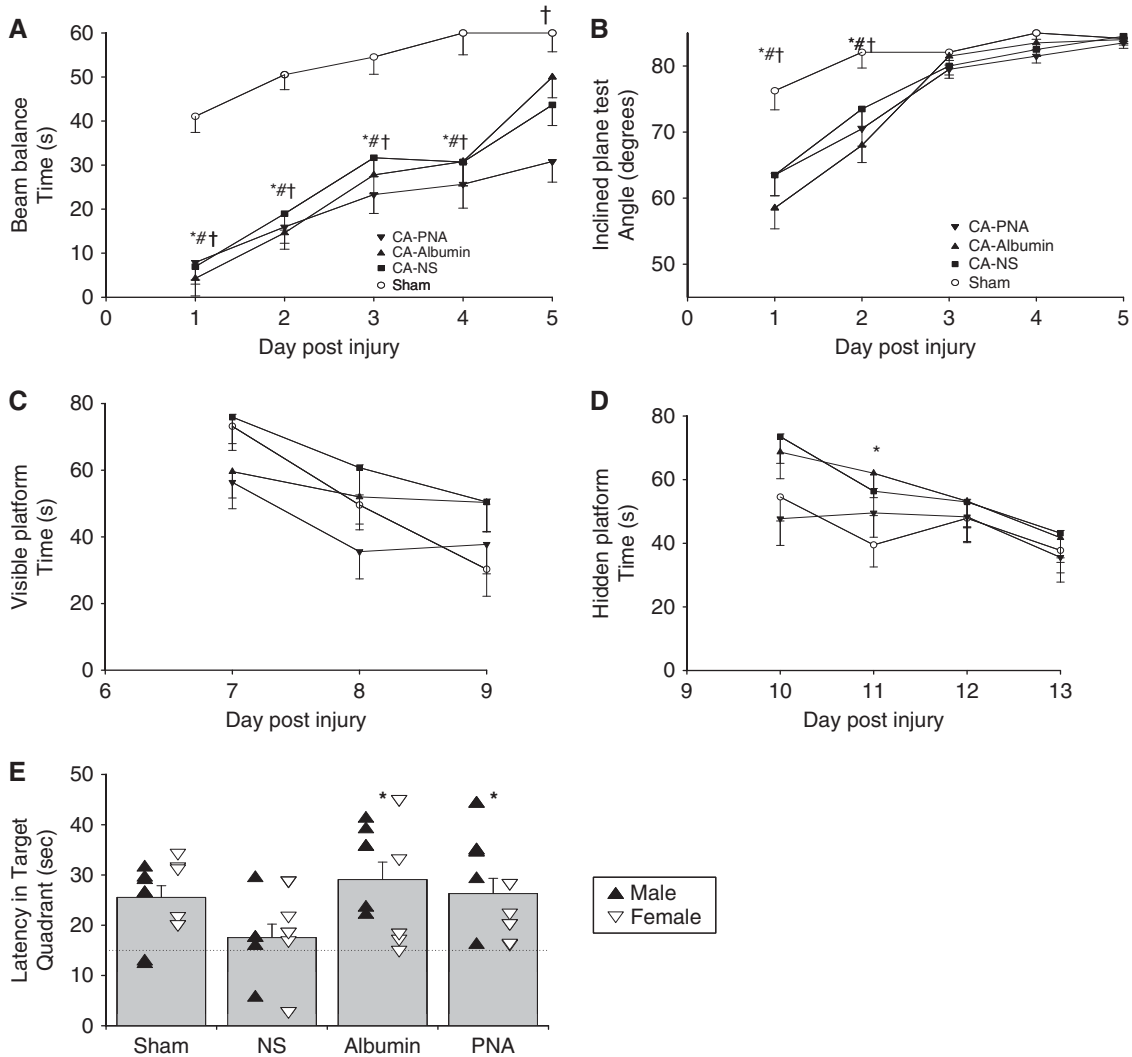 A
Beam balance
Time (s)
60
50
40
30
20
10
0
†
*#†
*#†
*#†
*#†
CA-PNA
CA-Albumin
CA-NS
Sham
0 1 2 3 4 5
Day post injury
B
Inclined plane test
Angle (degrees)
80
70
60
50
*#†
*#†
CA-PNA
CA-Albumin
CA-NS
Sham
0 1 2 3 4 5
Day post injury
C
Visible platform
Time (s)
80
60
40
20
0
6 7 8 9
Day post injury
D
Hidden platform
Time (s)
80
60
40
20
0
*
9 10 11 12 13
Day post injury
E
Latency in Target
Quadrant (sec)
50
40
30
20
10
0
* *
Sham NS Albumin PNA
Male
Female